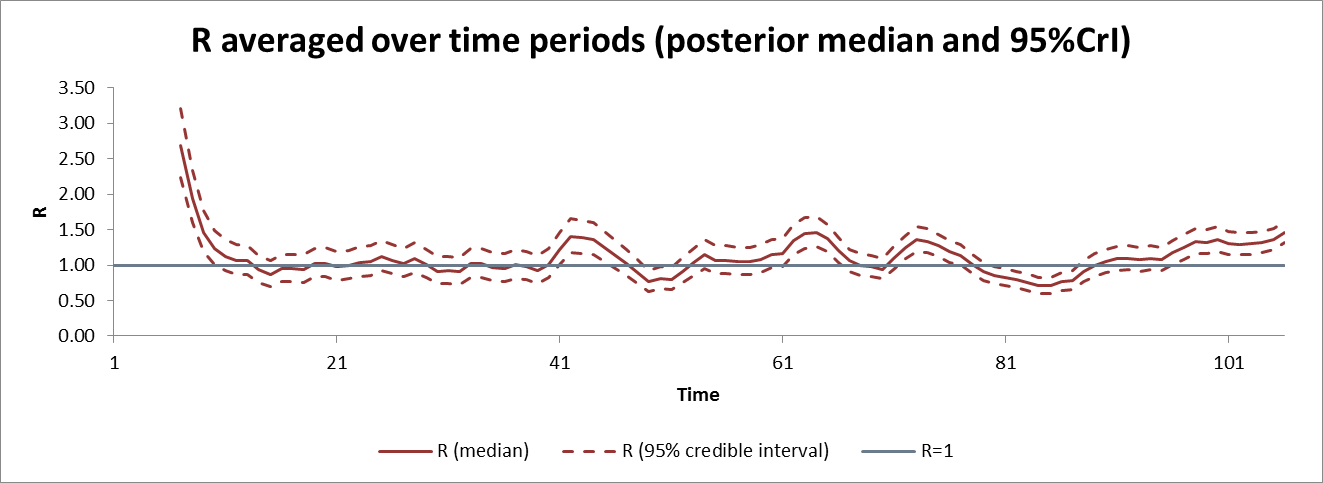 R averaged over time periods (posterior median and 95%CrI)
3.50
3.00
2.50
2.00
1.50
1.00
0.50
0.00
R
1 21 41 61 81 101
Time
R (median) R (95% credible interval) R=1